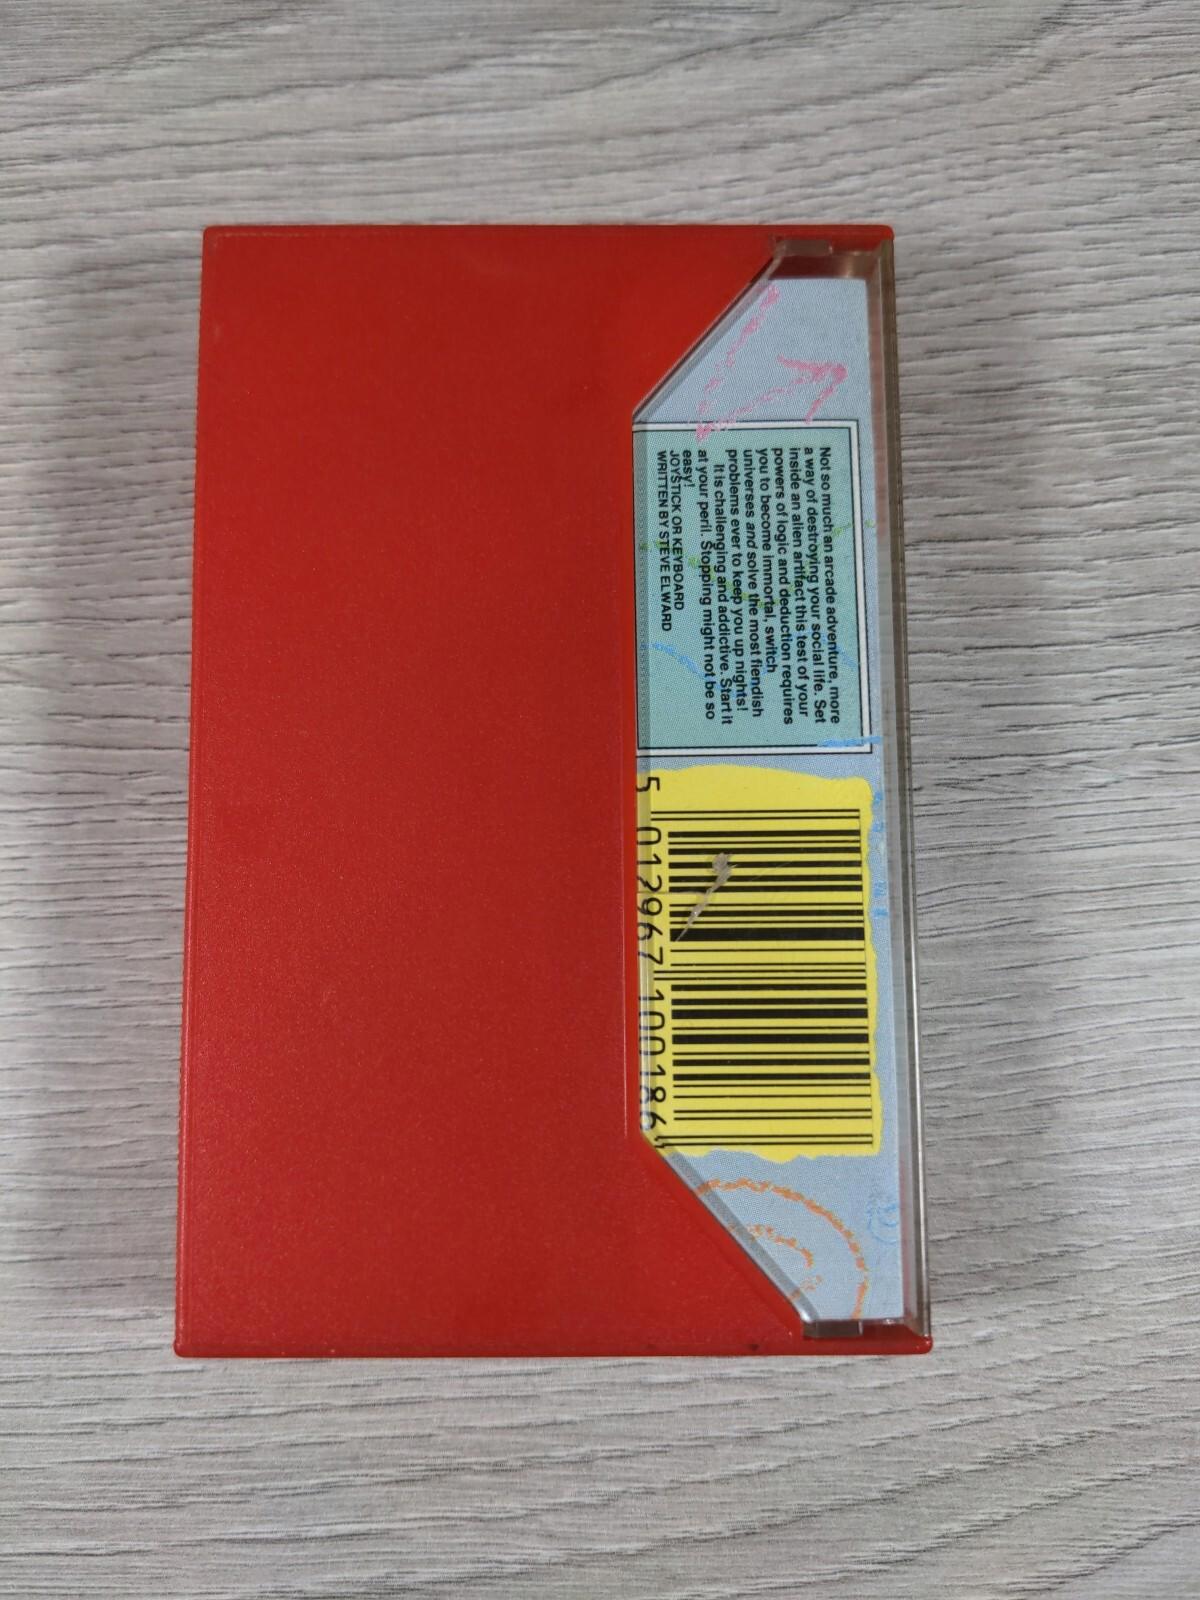 Not so much an arcade adventure, more
a way of destroying your social life. Set
inside an alien artifact this test of your
powers of logic and deduction requires
you to become immortal, switch
universes and solve the most fiendish
problems ever to keep you up nights!
It is challenging and addictive. Start it
at your peril. Stopping might not be so
easy!
JOYSTICK OR KEYBOARD
WRITTEN BY STEVE ELWARD
5 012967 100186